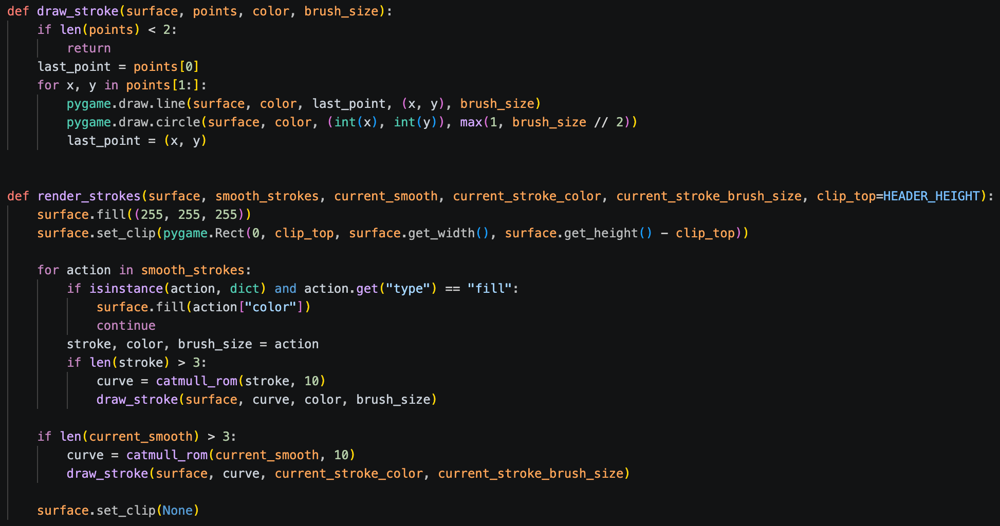 def draw_stroke(surface, points, color, brush_size):
    if len(points) < 2:
        return
    last_point = points[0]
    for x, y in points[1:]:
        pygame.draw.line(surface, color, last_point, (x, y), brush_size)
        pygame.draw.circle(surface, color, (int(x), int(y)), max(1, brush_size // 2))
        last_point = (x, y)
def render_strokes(surface, smooth_strokes, current_smooth, current_stroke_color, current_stroke_brush_size, clip_top=HEADER_HEIGHT):
    surface.fill((255, 255, 255))
    surface.set_clip(pygame.Rect(0, clip_top, surface.get_width(), surface.get_height() - clip_top))
    for action in smooth_strokes:
        if isinstance(action, dict) and action.get("type") == "fill":
            surface.fill(action["color"])
            continue
        stroke, color, brush_size = action
        if len(stroke) > 3:
            curve = catmull_rom(stroke, 10)
            draw_stroke(surface, curve, color, brush_size)
    if len(current_smooth) > 3:
        curve = catmull_rom(current_smooth, 10)
        draw_stroke(surface, curve, current_stroke_color, current_stroke_brush_size)
    surface.set_clip(None)